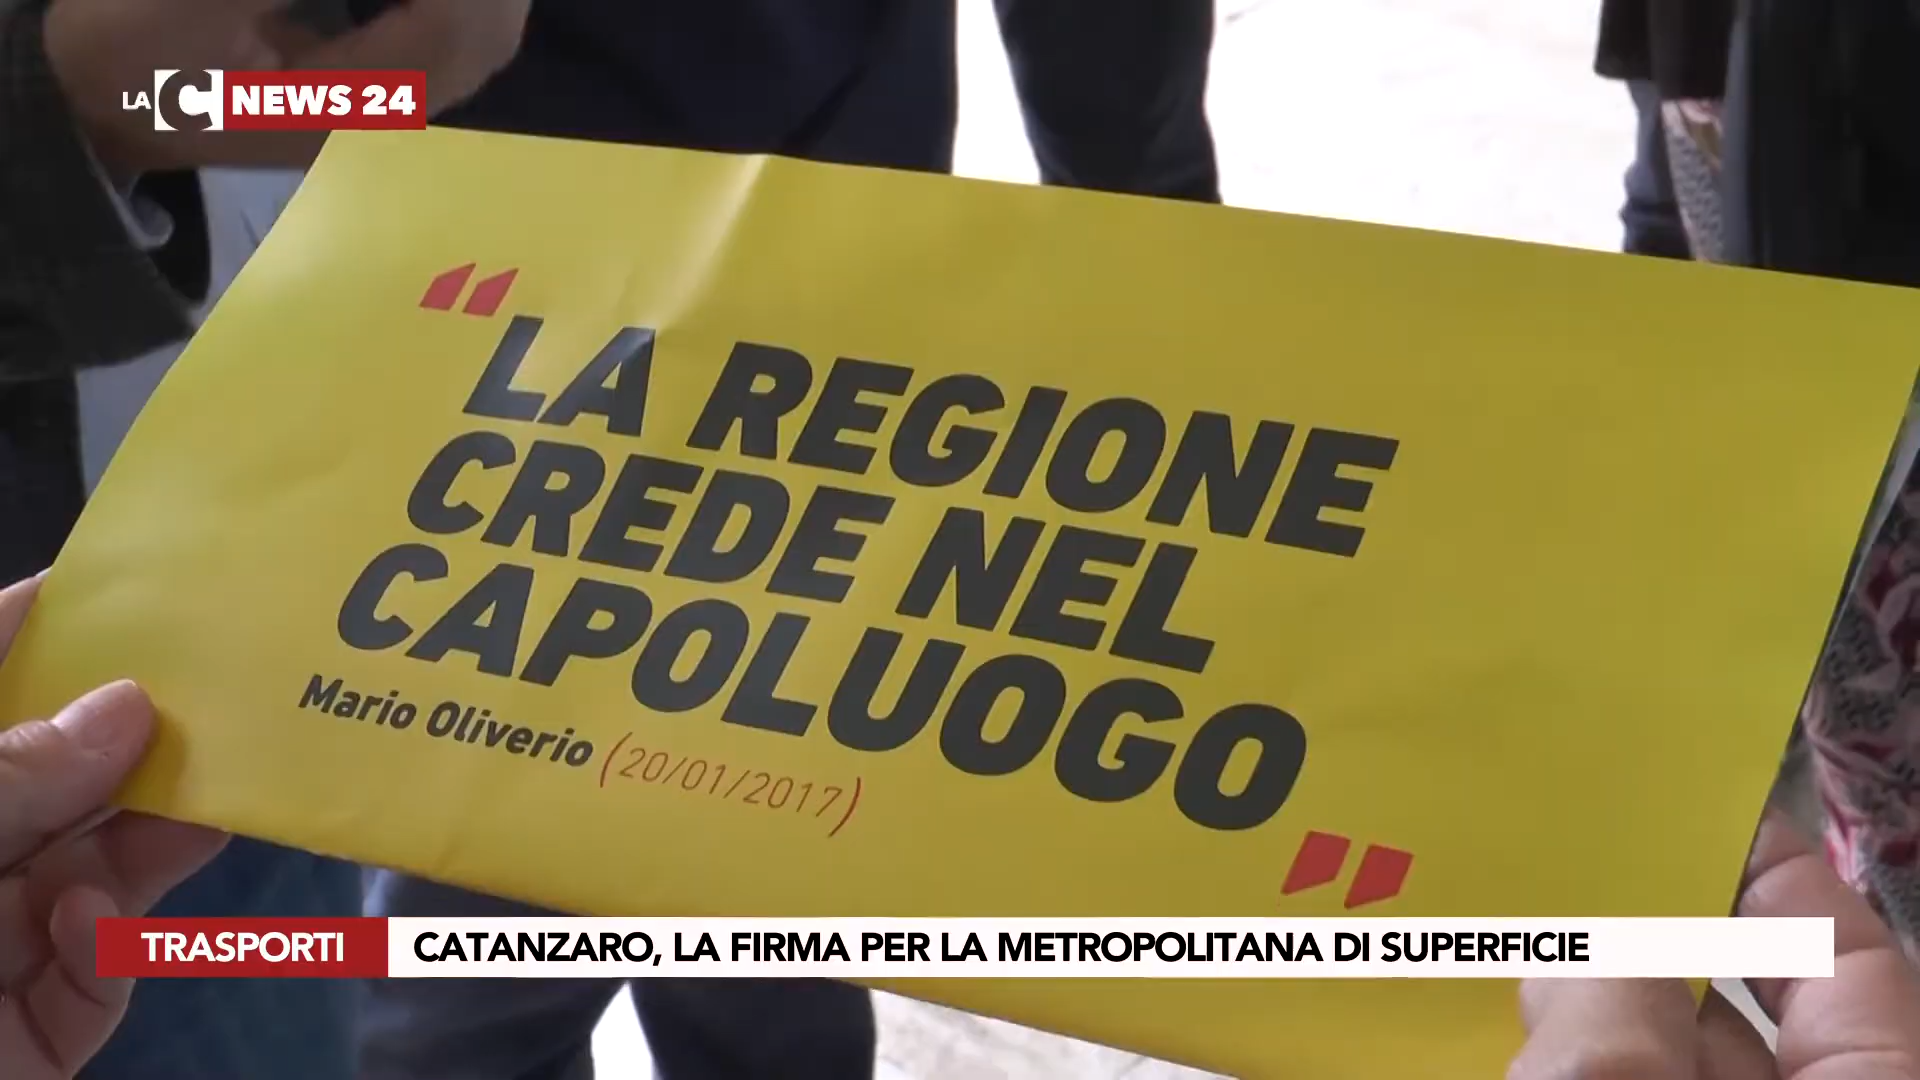 LA C NEWS 24
“LA REGIONE
CREDE NEL
CAPOLUOGO”
Mario Oliverio (20/01/2017)
TRASPORTI CATANZARO, LA FIRMA PER LA METROPOLITANA DI SUPERFICIE